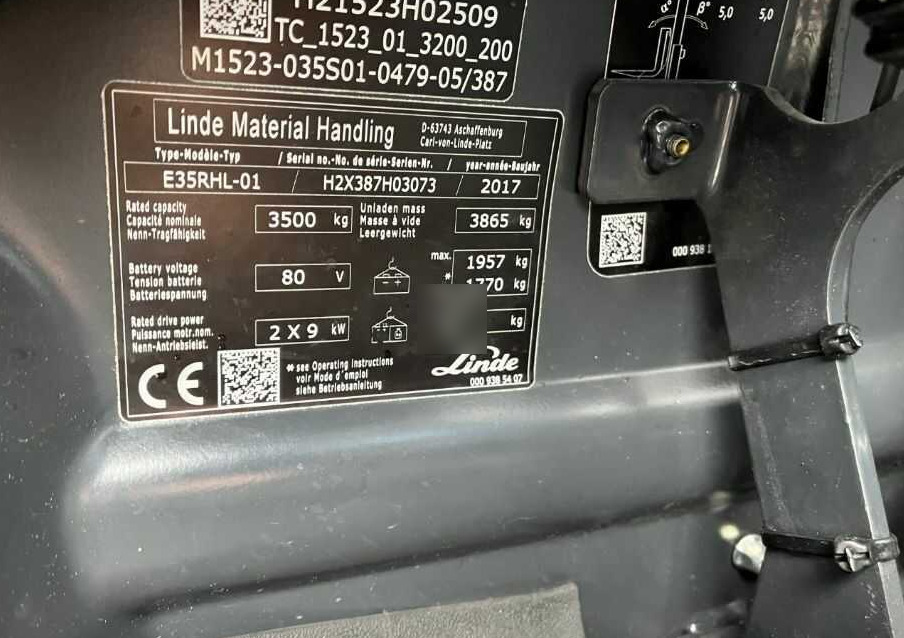 H21523H02509
TC_1523_01_3200_200
M1523-035S01-0479-05/387
α° β° 5,0 5,0
Linde Material Handling
D-63743 Aschaffenburg
Carl-von-Linde-Platz
Type-Modèle-Typ / Serial no.-No. de série-Serien-Nr. / year-année-Baujahr
E35RHL-01 / H2X387H03073 / 2017
Rated capacity
Capacité nominale
Nenn-Tragfähigkeit
3500 kg
Unladen mass
Masse à vide
Leergewicht
3865 kg
Battery voltage
Tension batterie
Batteriespannung
80 V
max. 1957 kg
* 1770 kg
Rated drive power
Puissance motr.nom.
Nenn-Antriebsleist.
2 X 9 kW
kg
CE
* see Operating instructions
voir Mode d'emploi
siehe Betriebsanleitung
Linde
000 938 54 07
000 938 1